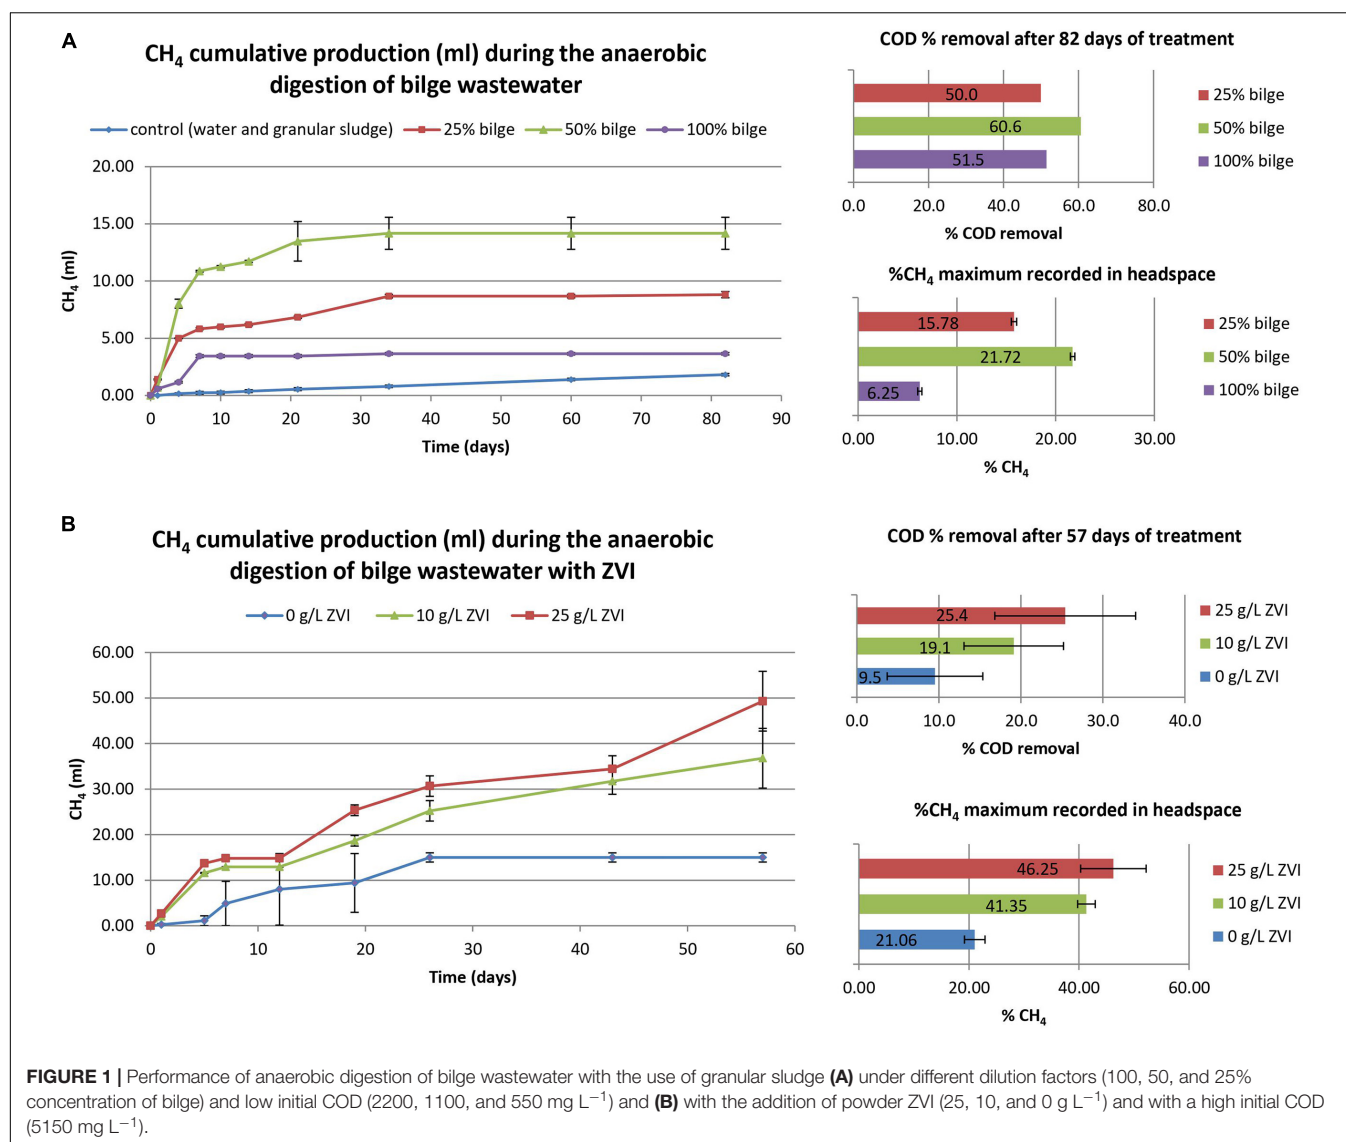 A
CH4 cumulative production (ml) during the anaerobic
digestion of bilge wastewater
control (water and granular sludge) 25% bilge 50% bilge 100% bilge
20.00
15.00
10.00
5.00
0.00
CH4 (ml)
0 10 20 30 40 50 60 70 80 90
Time (days)
COD % removal after 82 days of treatment
50.0
60.6
51.5
25% bilge
50% bilge
100% bilge
0.0 20.0 40.0 60.0 80.0
% COD removal
%CH4 maximum recorded in headspace
15.78
21.72
6.25
25% bilge
50% bilge
100% bilge
0.00 10.00 20.00 30.00
% CH4
B
CH4 cumulative production (ml) during the anaerobic
digestion of bilge wastewater with ZVI
0 g/L ZVI 10 g/L ZVI 25 g/L ZVI
60.00
50.00
40.00
30.00
20.00
10.00
0.00
CH4 (ml)
0 10 20 30 40 50 60
Time (days)
COD % removal after 57 days of treatment
25.4
19.1
9.5
25 g/L ZVI
10 g/L ZVI
0 g/L ZVI
0.0 10.0 20.0 30.0 40.0
% COD removal
%CH4 maximum recorded in headspace
46.25
41.35
21.06
25 g/L ZVI
10 g/L ZVI
0 g/L ZVI
0.00 20.00 40.00 60.00
% CH4
FIGURE 1 | Performance of anaerobic digestion of bilge wastewater with the use of granular sludge (A) under different dilution factors (100, 50, and 25%
concentration of bilge) and low initial COD (2200, 1100, and 550 mg L−1) and (B) with the addition of powder ZVI (25, 10, and 0 g L−1) and with a high initial COD
(5150 mg L−1).